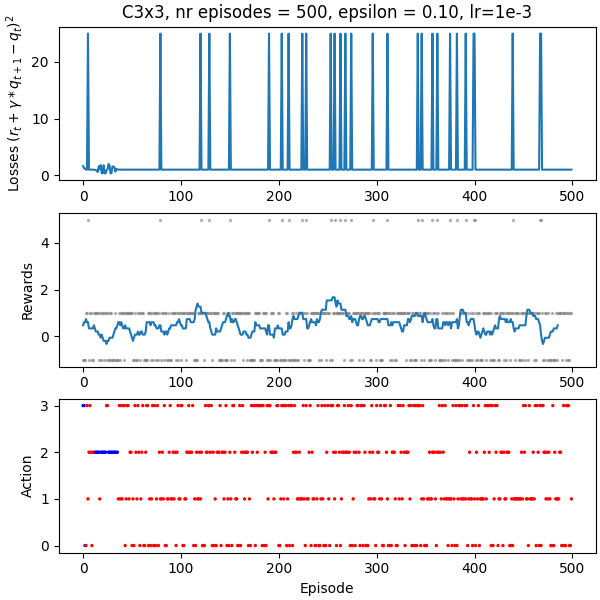 C3x3, nr episodes = 500, epsilon = 0.10, lr=1e-3
Losses $(r_t + \gamma * q_{t+1} - q_t)^2$
20
10
0
0 100 200 300 400 500
Rewards
4
2
0
0 100 200 300 400 500
Action
3
2
1
0
0 100 200 300 400 500
Episode